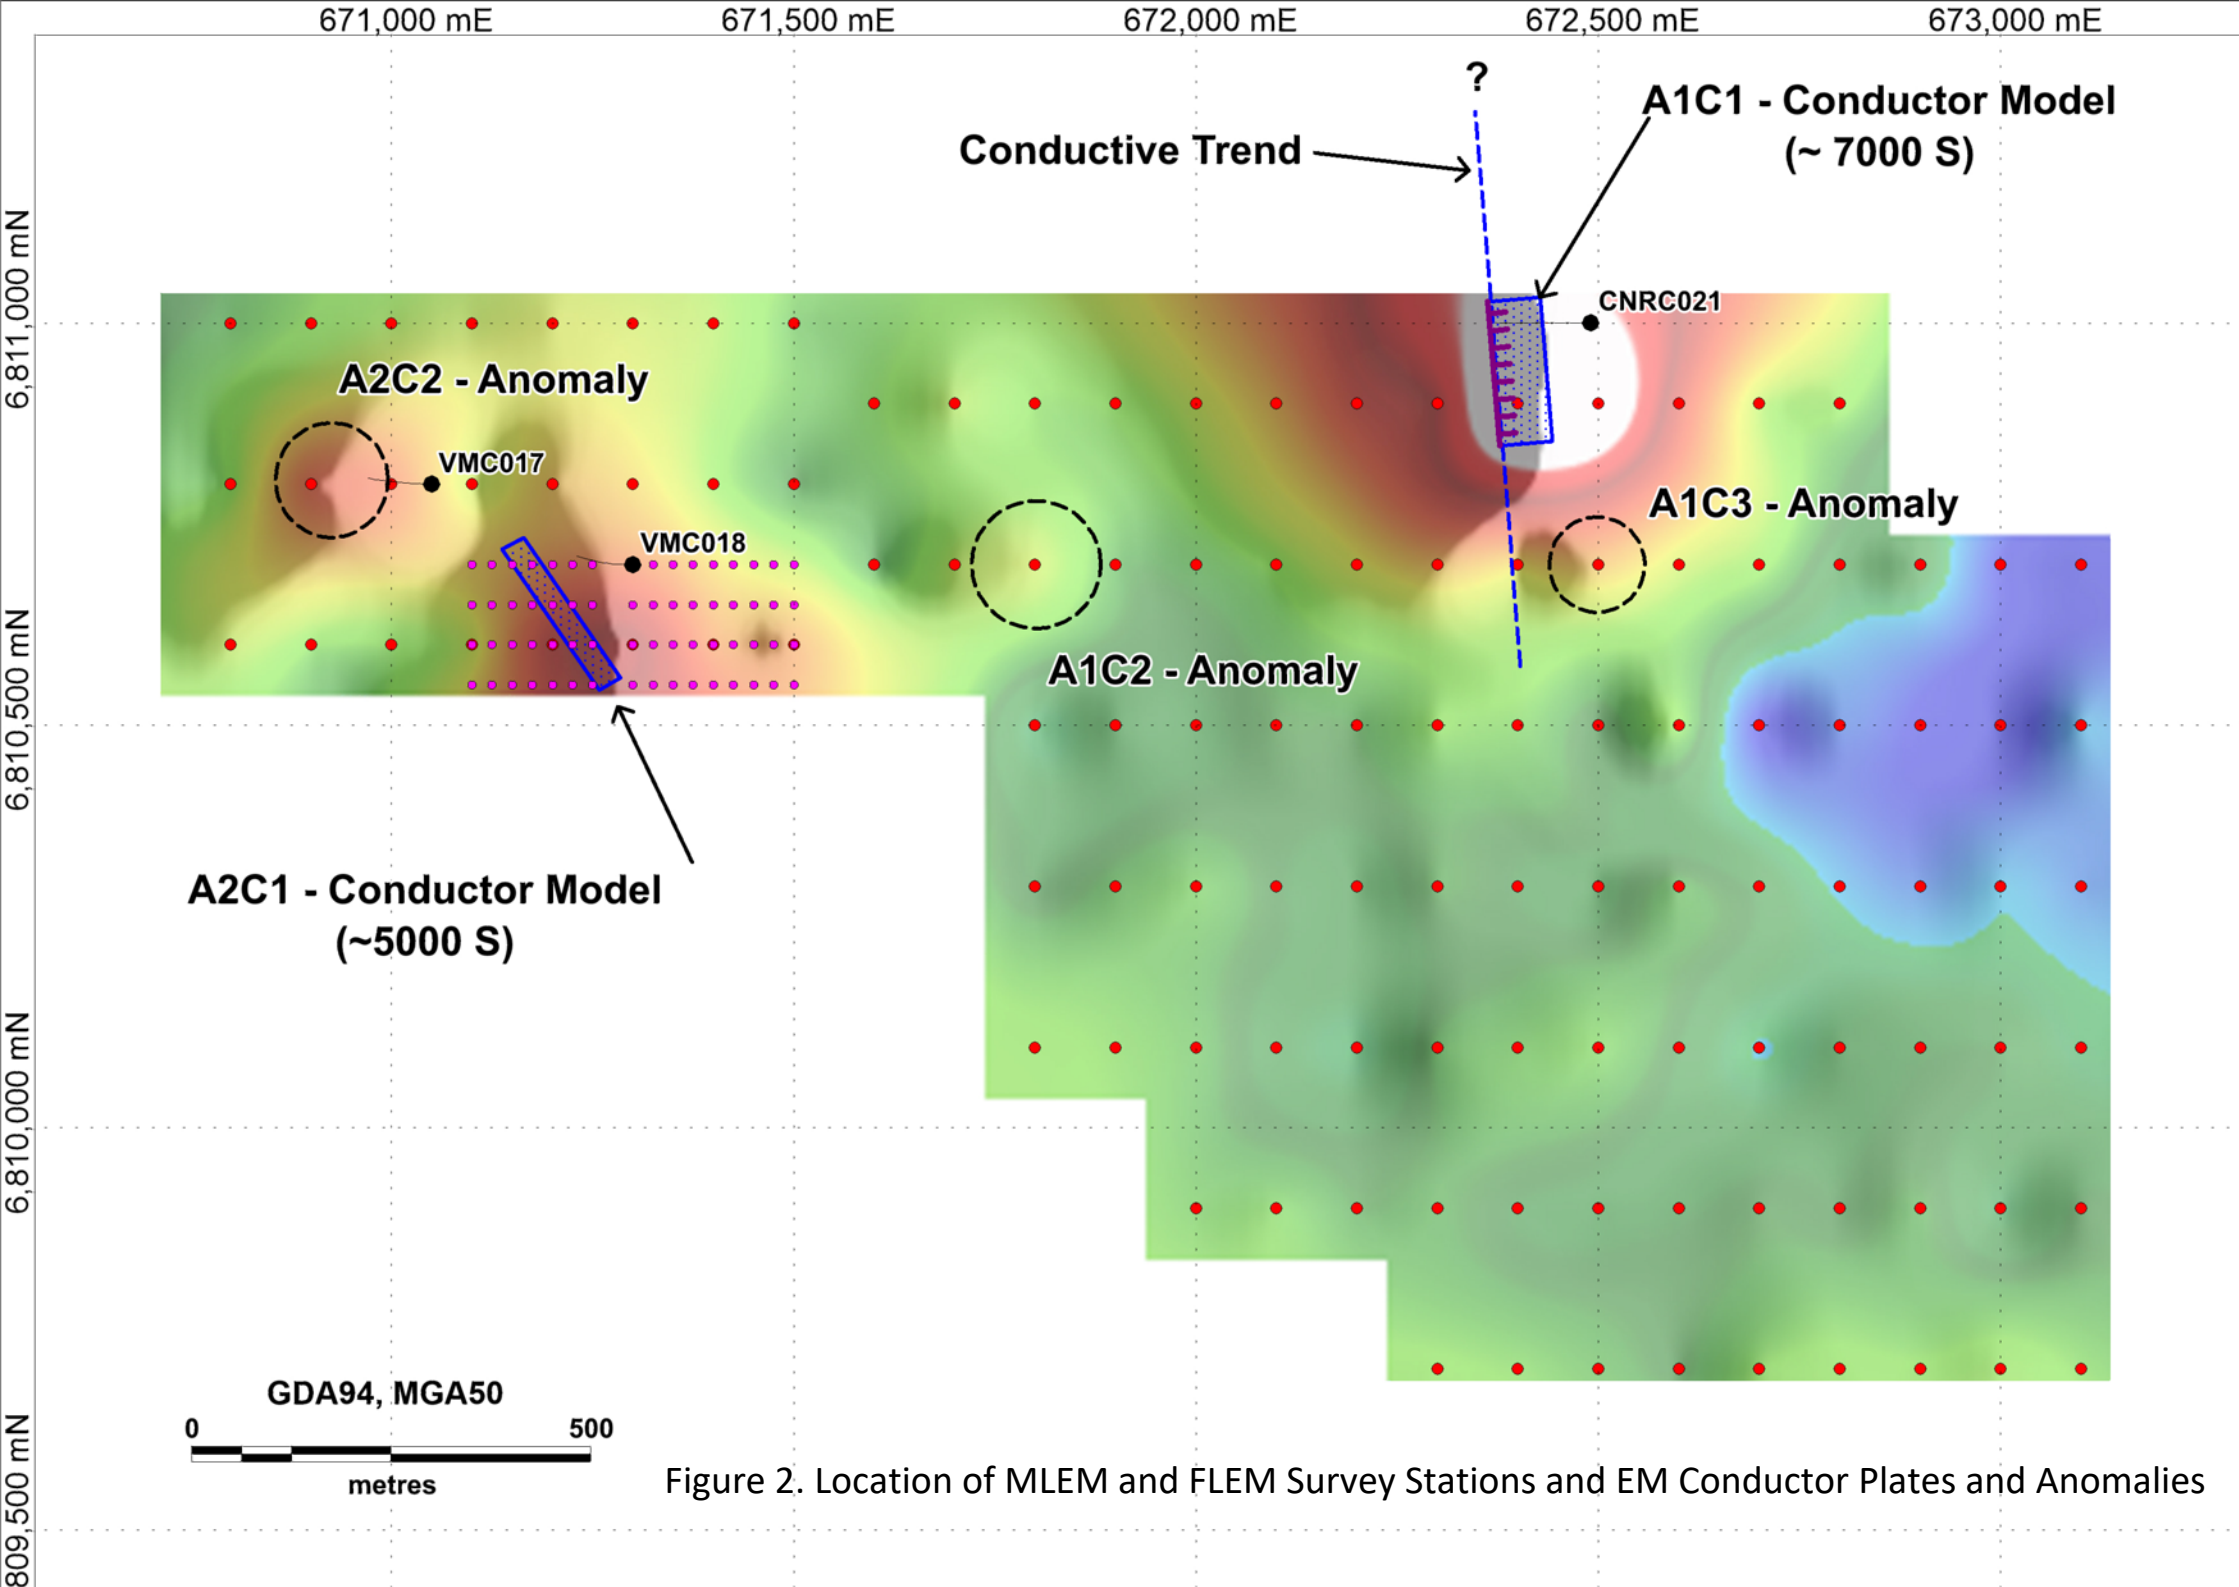 671,000 mE
671,500 mE
672,000 mE
672,500 mE
673,000 mE
?
A1C1 - Conductor Model
(~ 7000 S)
Conductive Trend
6,811,000 mN
CNRC021
A2C2 - Anomaly
VMC017
A1C3 - Anomaly
VMC018
6,810,500 mN
A1C2 - Anomaly
A2C1 - Conductor Model
(~5000 S)
6,810,000 mN
GDA94, MGA50
0 500
metres
809,500 mN
Figure 2. Location of MLEM and FLEM Survey Stations and EM Conductor Plates and Anomalies